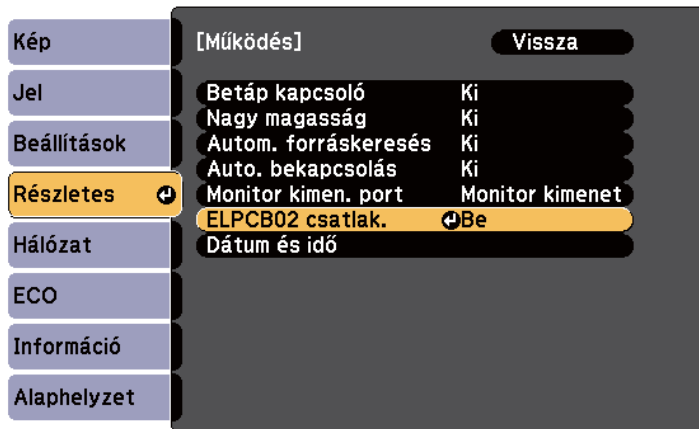 Kép
Jel
Beállítások
Részletes
Hálózat
ECO
Információ
Alaphelyzet
[Működés] Vissza
Betáp kapcsoló Ki
Nagy magasság Ki
Autom. forráskeresés Ki
Auto. bekapcsolás Ki
Monitor kimen. port Monitor kimenet
ELPCB02 csatlak. Be
Dátum és idő